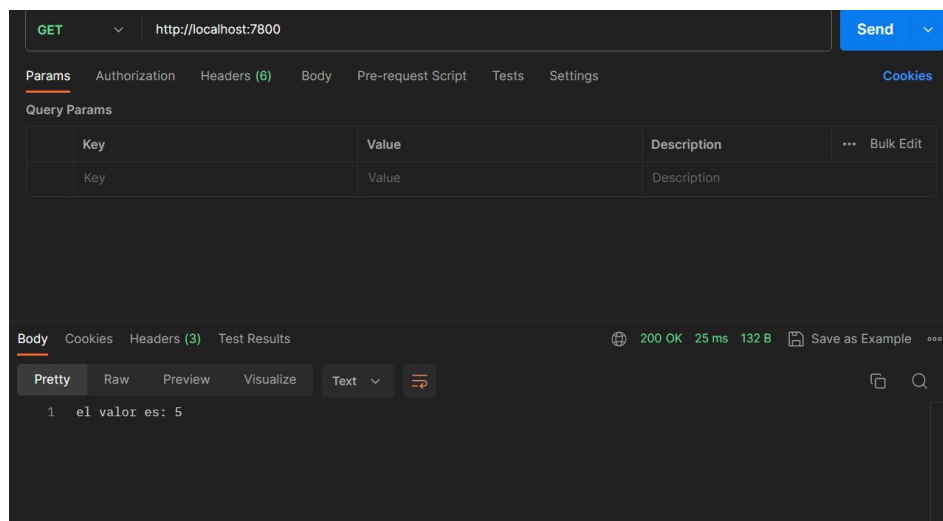 GET http://localhost:7800 Send
Params Authorization Headers (6) Body Pre-request Script Tests Settings Cookies
Query Params
Key Value Description ••• Bulk Edit
Key Value Description
Body Cookies Headers (3) Test Results 200 OK 25 ms 132 B Save as Example
Pretty Raw Preview Visualize Text
1 el valor es: 5